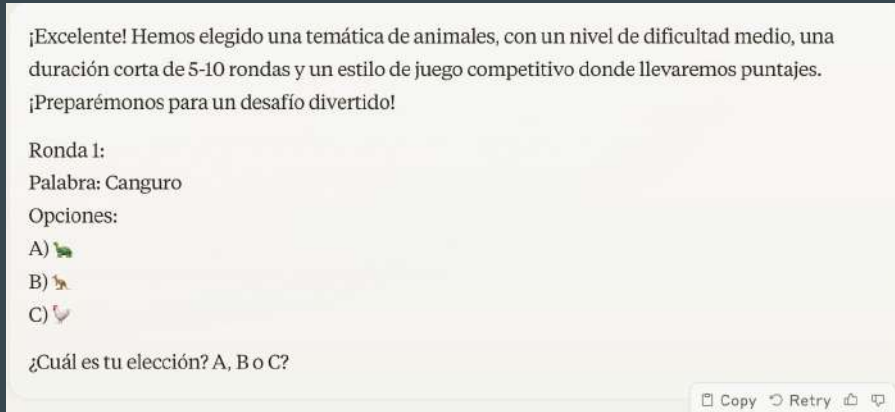 ¡Excelente! Hemos elegido una temática de animales, con un nivel de dificultad medio, una
duración corta de 5-10 rondas y un estilo de juego competitivo donde llevaremos puntajes.
¡Preparémonos para un desafío divertido!
Ronda 1:
Palabra: Canguro
Opciones:
A) 🐢
B) 🦘
C) 🐓
¿Cuál es tu elección? A, B o C?
Copy Retry